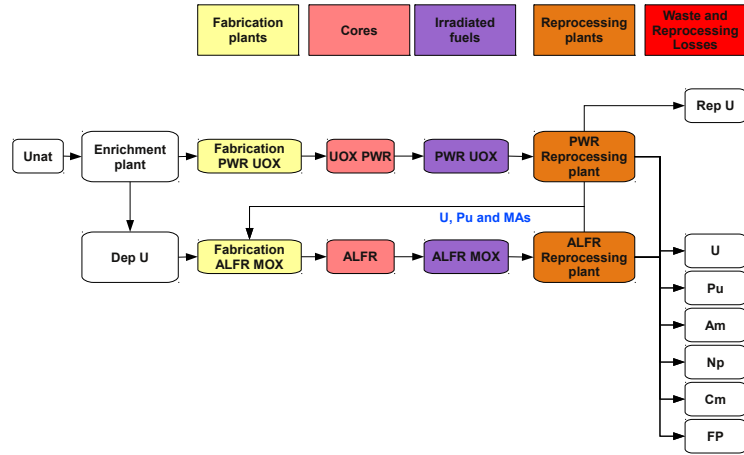 Fabrication
plants
Cores
Irradiated
fuels
Reprocessing
plants
Waste and
Reprocessing
Losses
Rep U
Unat
Enrichment
plant
Fabrication
PWR UOX
UOX PWR
PWR UOX
PWR
Reprocessing
plant
U, Pu and MAs
Dep U
Fabrication
ALFR MOX
ALFR
ALFR MOX
ALFR
Reprocessing
plant
U
Pu
Am
Np
Cm
FP